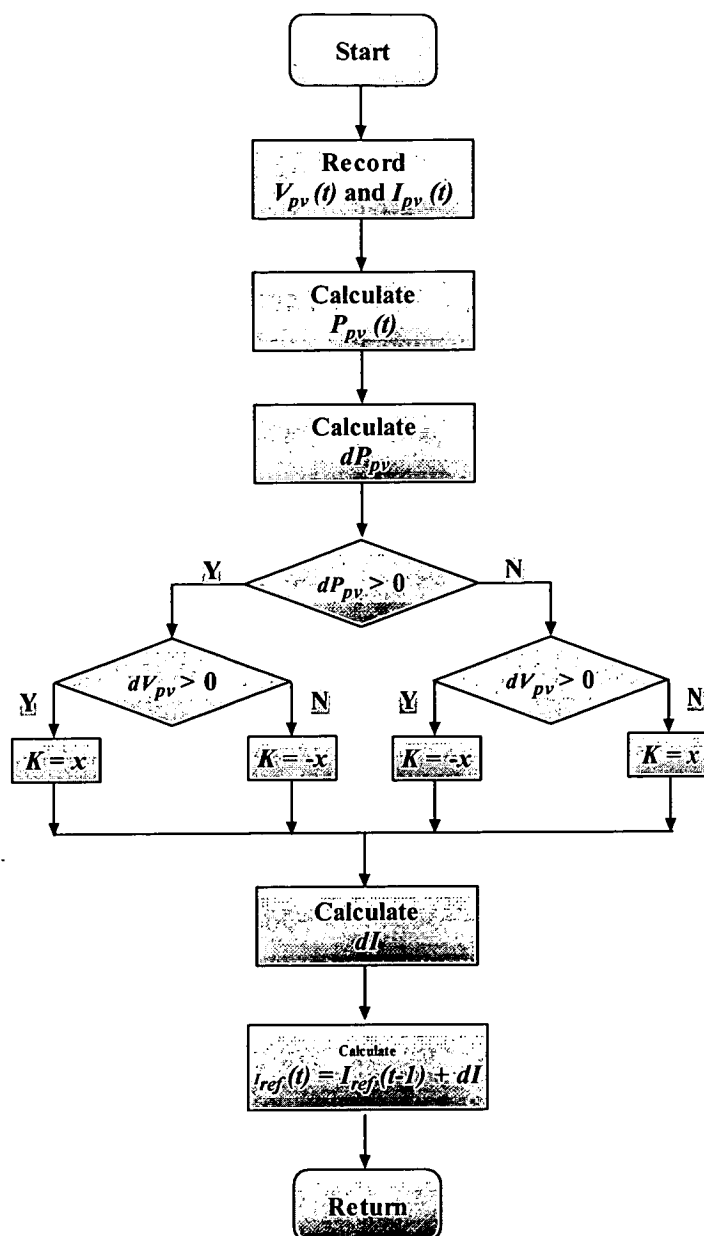 Start
Record
V_pv (t) and I_pv (t)
Calculate
P_pv (t)
Calculate
dP_pv
Y
dP_pv > 0
N
dV_pv > 0
dV_pv > 0
Y
N
Y
N
K = x
K = -x
K = -x
K = x
Calculate
dI
Calculate
I_ref (t) = I_ref (t-1) + dI
Return